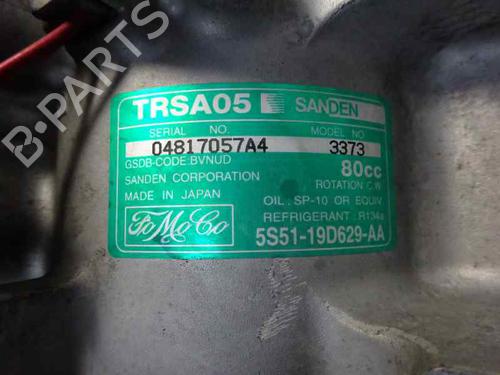 TRSA05 SANDEN
SERIAL NO. MODEL NO
04817057A4 3373
GSDB-CODE:BVNUD 80cc
SANDEN CORPORATION ROTATION C.W
MADE IN JAPAN OIL : SP-10 OR EQUIV.
REFRIGERANT : R134a
FoMoCo 5S51-19D629-AA
B-PARTS